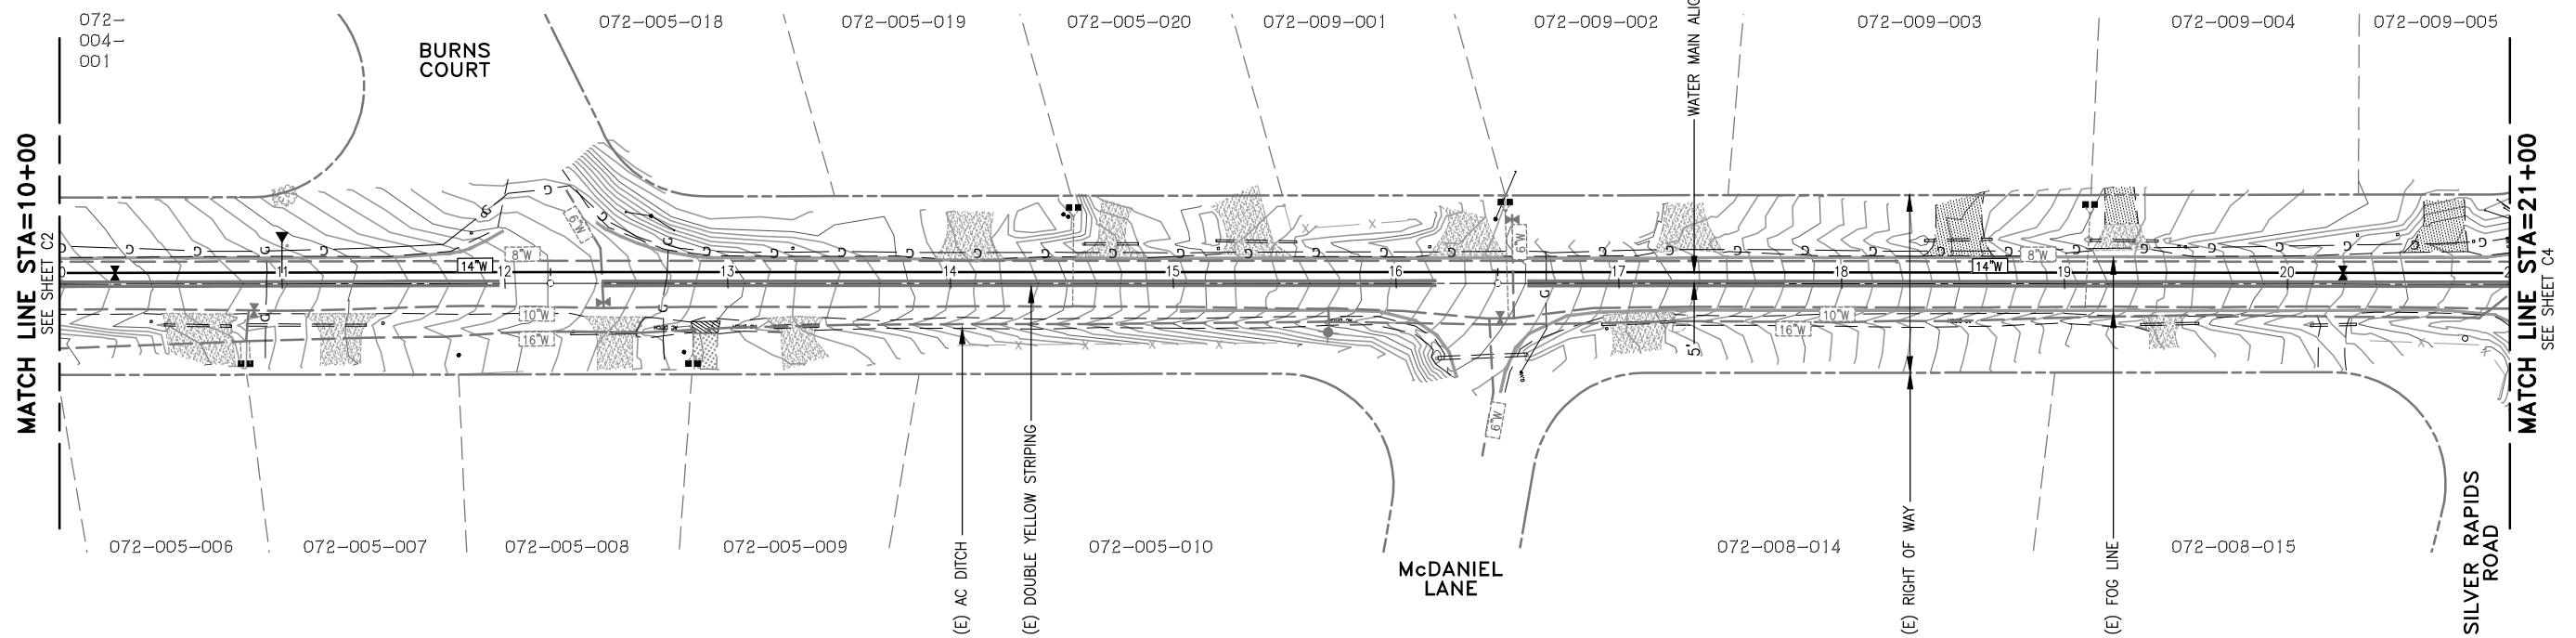 072-
004-
001
BURNS
COURT
072-005-018
072-005-019
072-005-020
072-009-001
072-009-002
WATER MAIN
072-009-003
072-009-004
072-009-005
MATCH LINE STA=10+00
SEE SHEET C2
MATCH LINE STA=21+00
SEE SHEET C4
6"W
8"W
14"W
11
12
13
14
15
16
17
18
19
20
14"W
8"W
6"W
10"W
16"W
10"W
16"W
6"W
5'
G
G
G
G
G
X
X
X
X
X
072-005-006
072-005-007
072-005-008
072-005-009
(E) AC DITCH
(E) DOUBLE YELLOW STRIPING
072-005-010
McDANIEL
LANE
072-008-014
(E) RIGHT OF WAY
(E) FOG LINE
072-008-015
SILVER RAPIDS
ROAD